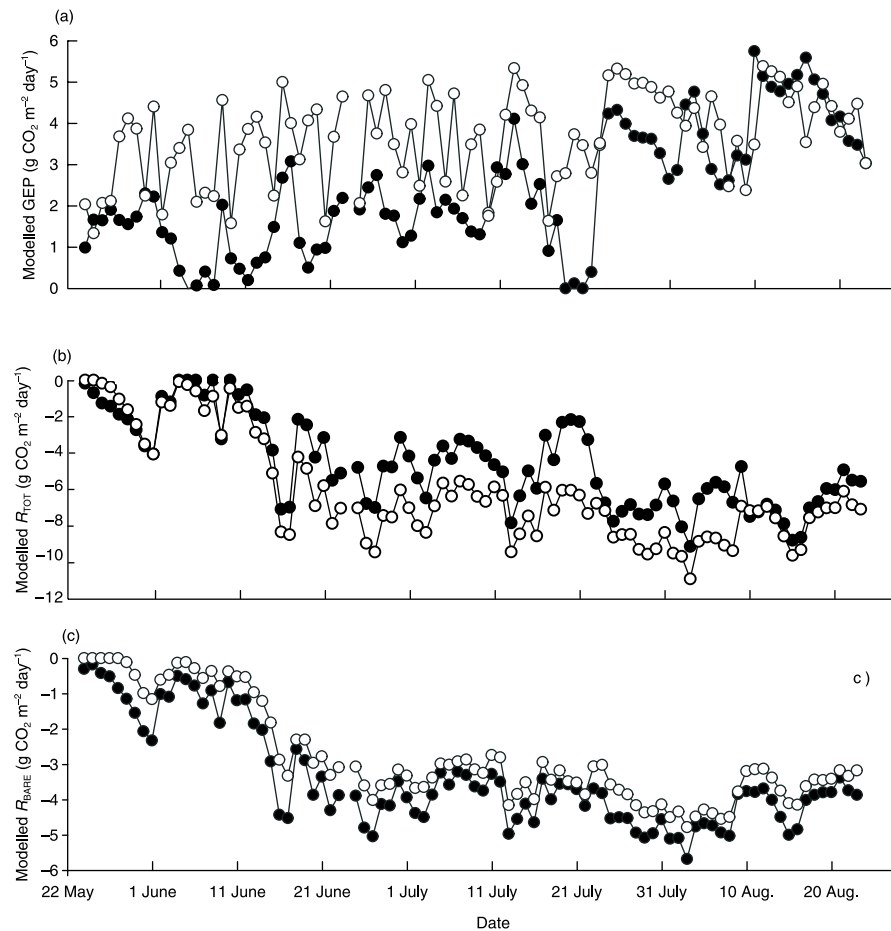 (a)
Modelled GEP (g CO₂ m⁻² day⁻¹)
6
5
4
3
2
1
0
(b)
Modelled R_TOT (g CO₂ m⁻² day⁻¹)
0
−2
−4
−6
−8
−10
−12
(c)
c )
Modelled R_BARE (g CO₂ m⁻² day⁻¹)
0
−1
−2
−3
−4
−5
−6
22 May 1 June 11 June 21 June 1 July 11 July 21 July 31 July 10 Aug. 20 Aug.
Date